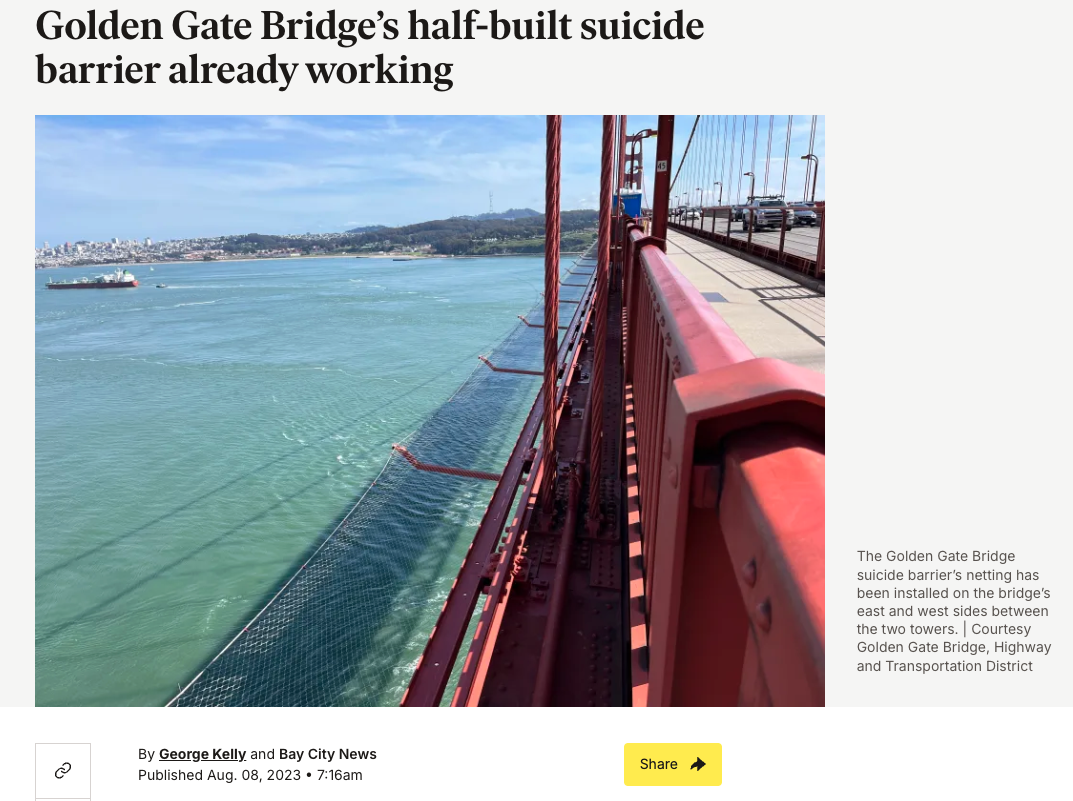 Golden Gate Bridge’s half-built suicide
barrier already working
45
The Golden Gate Bridge
suicide barrier’s netting has
been installed on the bridge’s
east and west sides between
the two towers. | Courtesy
Golden Gate Bridge, Highway
and Transportation District
By George Kelly and Bay City News
Published Aug. 08, 2023 • 7:16am
Share